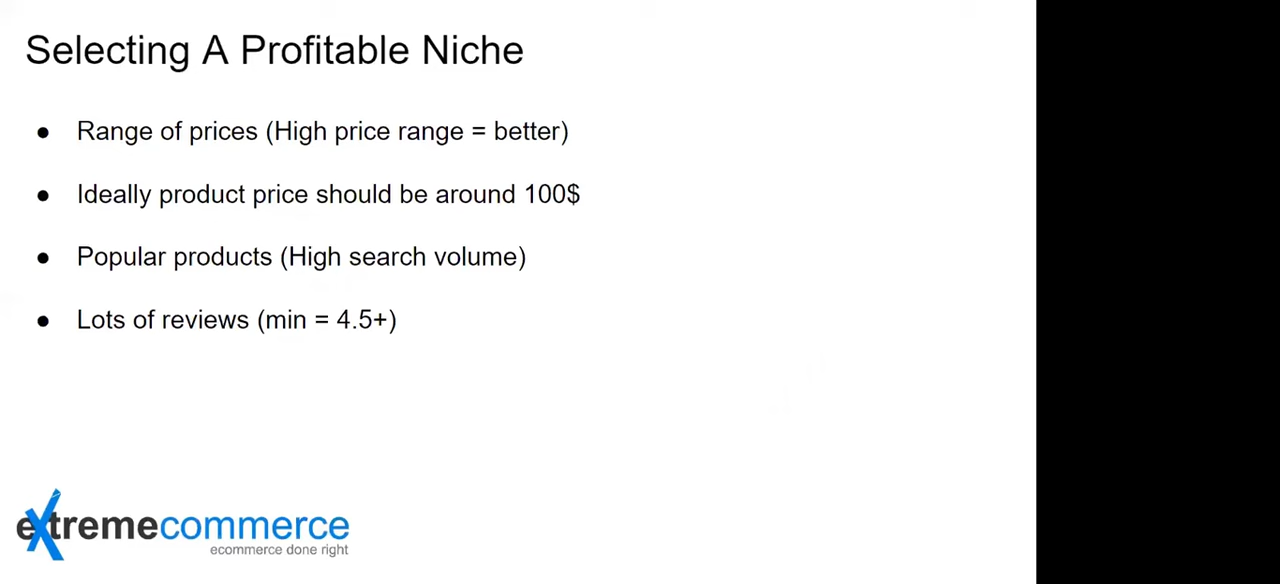 Selecting A Profitable Niche
● Range of prices (High price range = better)
● Ideally product price should be around 100$
● Popular products (High search volume)
● Lots of reviews (min = 4.5+)
extremecommerce
ecommerce done right